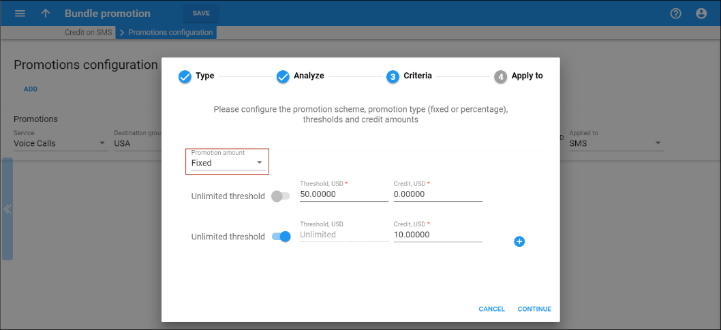 Bundle promotion
SAVE
Credit on SMS
Promotions configuration
Promotions configuration
ADD
Promotions
Service
Voice Calls
Destination grou
USA
Applied to
SMS
Type
Analyze
3 Criteria
4 Apply to
Please configure the promotion scheme, promotion type (fixed or percentage),
thresholds and credit amounts
Promotion amount
Fixed
Unlimited threshold
Threshold, USD *
50.00000
Credit, USD *
0.00000
Unlimited threshold
Threshold, USD
Unlimited
Credit, USD *
10.00000
CANCEL
CONTINUE